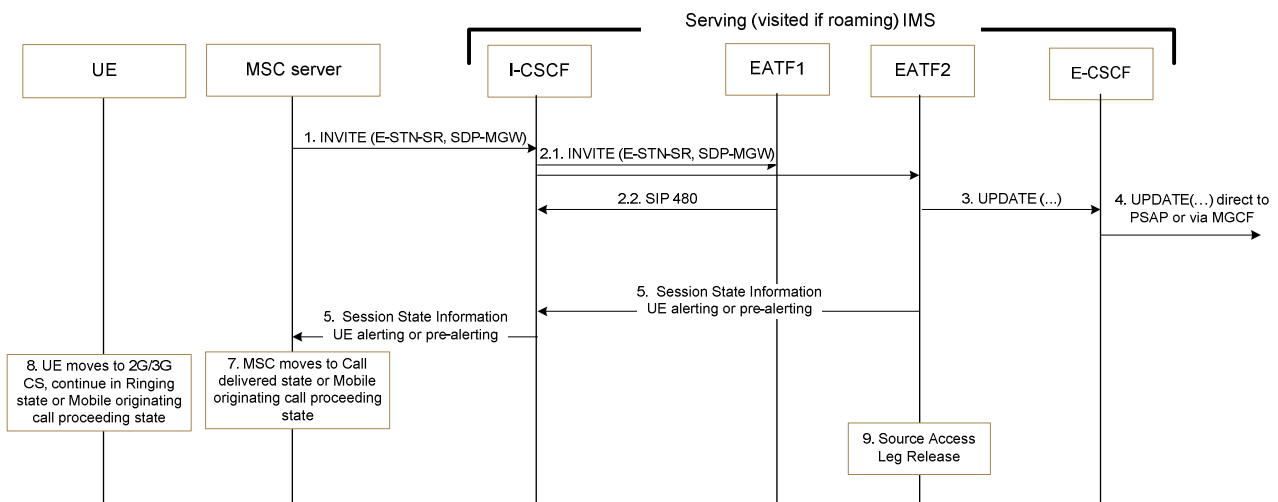 Serving (visited if roaming) IMS
UE
MSC server
I-CSCF
EATF1
EATF2
E-CSCF
1. INVITE (E-STN-SR, SDP-MGW)
2.1. INVITE (E-STN-SR, SDP-MGW)
2.2. SIP 480
3. UPDATE (...)
4. UPDATE(...) direct to
PSAP or via MGCF
5. Session State Information
UE alerting or pre-alerting
5. Session State Information
UE alerting or pre-alerting
8. UE moves to 2G/3G
CS, continue in Ringing
state or Mobile originating
call proceeding state
7. MSC moves to Call
delivered state or Mobile
originating call proceeding
state
9. Source Access
Leg Release